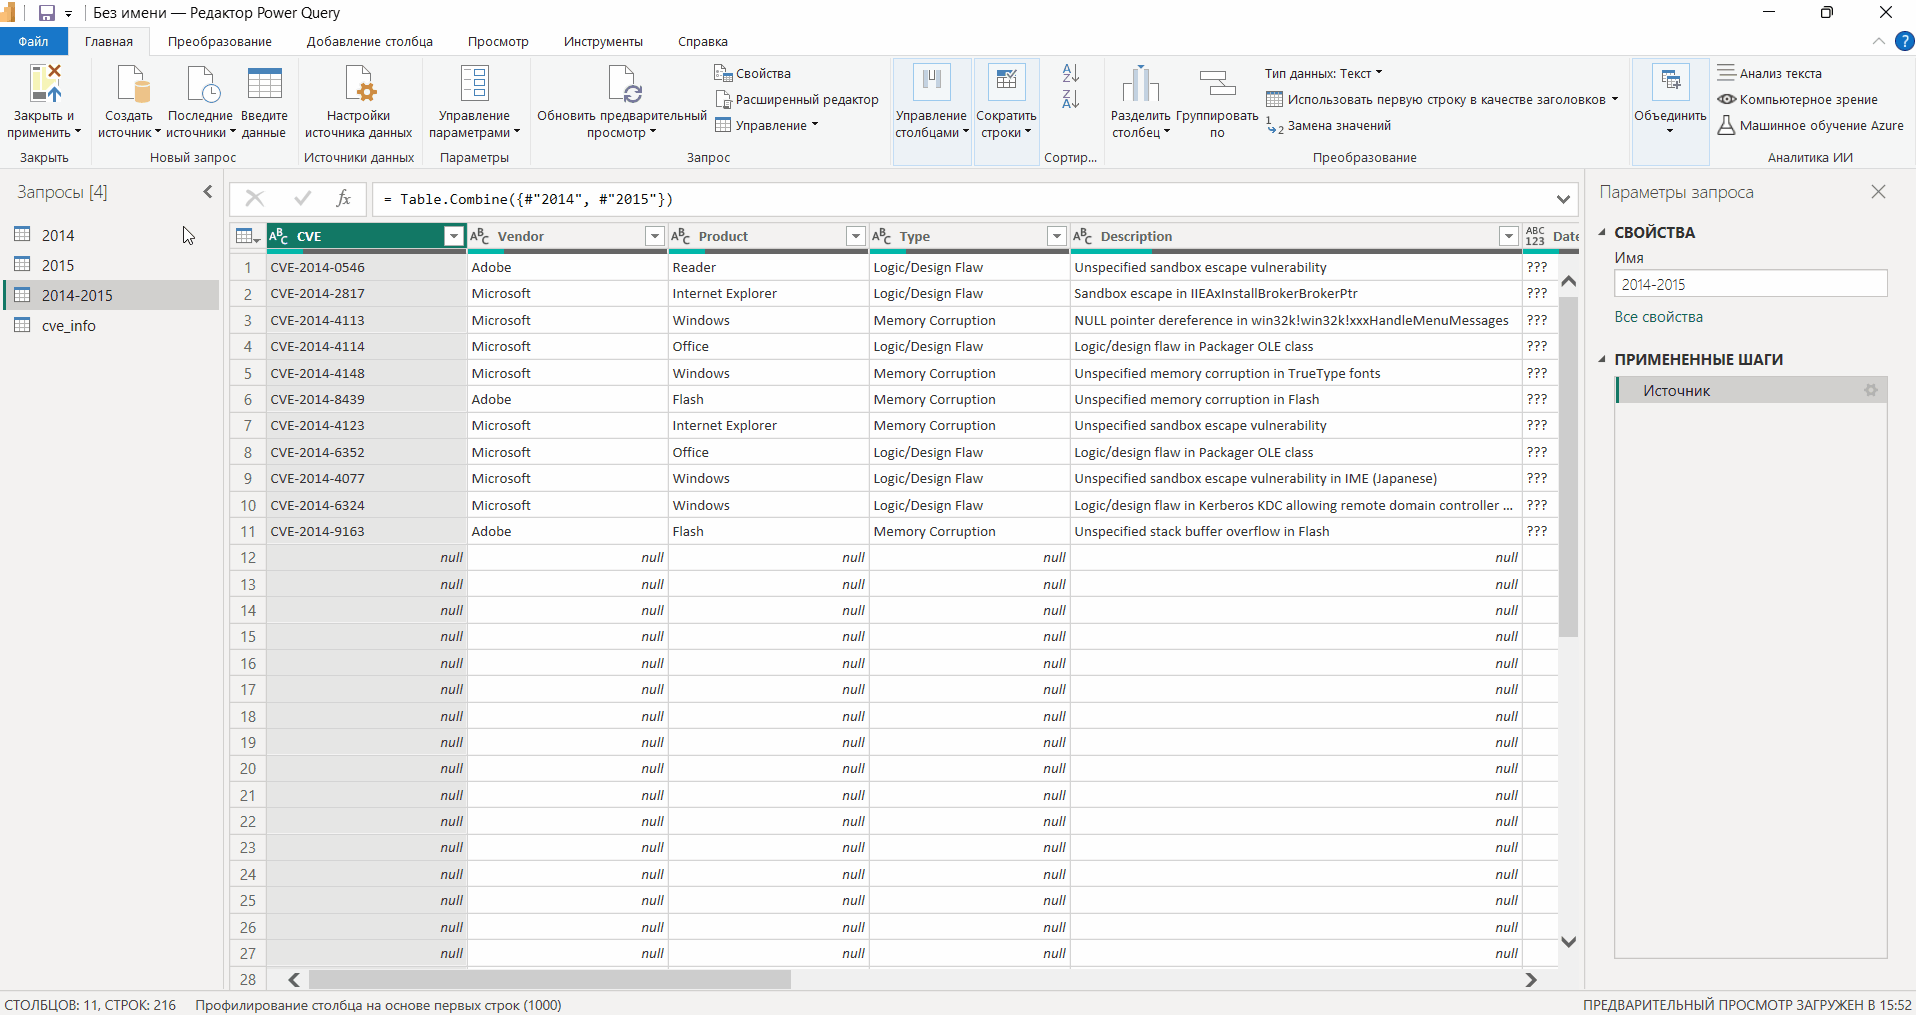 Без имени — Редактор Power Query
Файл Главная Преобразование Добавление столбца Просмотр Инструменты Справка
Закрыть и применить
Закрыть
Создать источник
Последние источники
Введите данные
Новый запрос
Настройки источника данных
Источники данных
Управление параметрами
Параметры
Обновить предварительный просмотр
Свойства
Расширенный редактор
Управление
Запрос
Управление столбцами
Сократить строки
Сортир...
Разделить столбец
Группировать по
Тип данных: Текст
Использовать первую строку в качестве заголовков
Замена значений
Преобразование
Объединить
Анализ текста
Компьютерное зрение
Машинное обучение Azure
Аналитика ИИ
Запросы [4]
2014
2015
2014-2015
cve_info
= Table.Combine({#"2014", #"2015"})
CVE Vendor Product Type Description Date
1 CVE-2014-0546 Adobe Reader Logic/Design Flaw Unspecified sandbox escape vulnerability ???
2 CVE-2014-2817 Microsoft Internet Explorer Logic/Design Flaw Sandbox escape in IIEAxInstallBrokerBrokerPtr ???
3 CVE-2014-4113 Microsoft Windows Memory Corruption NULL pointer dereference in win32k!win32k!xxxHandleMenuMessages ???
4 CVE-2014-4114 Microsoft Office Logic/Design Flaw Logic/design flaw in Packager OLE class ???
5 CVE-2014-4148 Microsoft Windows Memory Corruption Unspecified memory corruption in TrueType fonts ???
6 CVE-2014-8439 Adobe Flash Memory Corruption Unspecified memory corruption in Flash ???
7 CVE-2014-4123 Microsoft Internet Explorer Memory Corruption Unspecified sandbox escape vulnerability ???
8 CVE-2014-6352 Microsoft Office Logic/Design Flaw Logic/design flaw in Packager OLE class ???
9 CVE-2014-4077 Microsoft Windows Logic/Design Flaw Unspecified sandbox escape vulnerability in IME (Japanese) ???
10 CVE-2014-6324 Microsoft Windows Logic/Design Flaw Logic/design flaw in Kerberos KDC allowing remote domain controller ... ???
11 CVE-2014-9163 Adobe Flash Memory Corruption Unspecified stack buffer overflow in Flash ???
12 null null null null null
13 null null null null null
14 null null null null null
15 null null null null null
16 null null null null null
17 null null null null null
18 null null null null null
19 null null null null null
20 null null null null null
21 null null null null null
22 null null null null null
23 null null null null null
24 null null null null null
25 null null null null null
26 null null null null null
27 null null null null null
28
Параметры запроса
СВОЙСТВА
Имя
2014-2015
Все свойства
ПРИМЕНЕННЫЕ ШАГИ
Источник
СТОЛБЦОВ: 11, СТРОК: 216 Профилирование столбца на основе первых строк (1000)
ПРЕДВАРИТЕЛЬНЫЙ ПРОСМОТР ЗАГРУЖЕН В 15:52